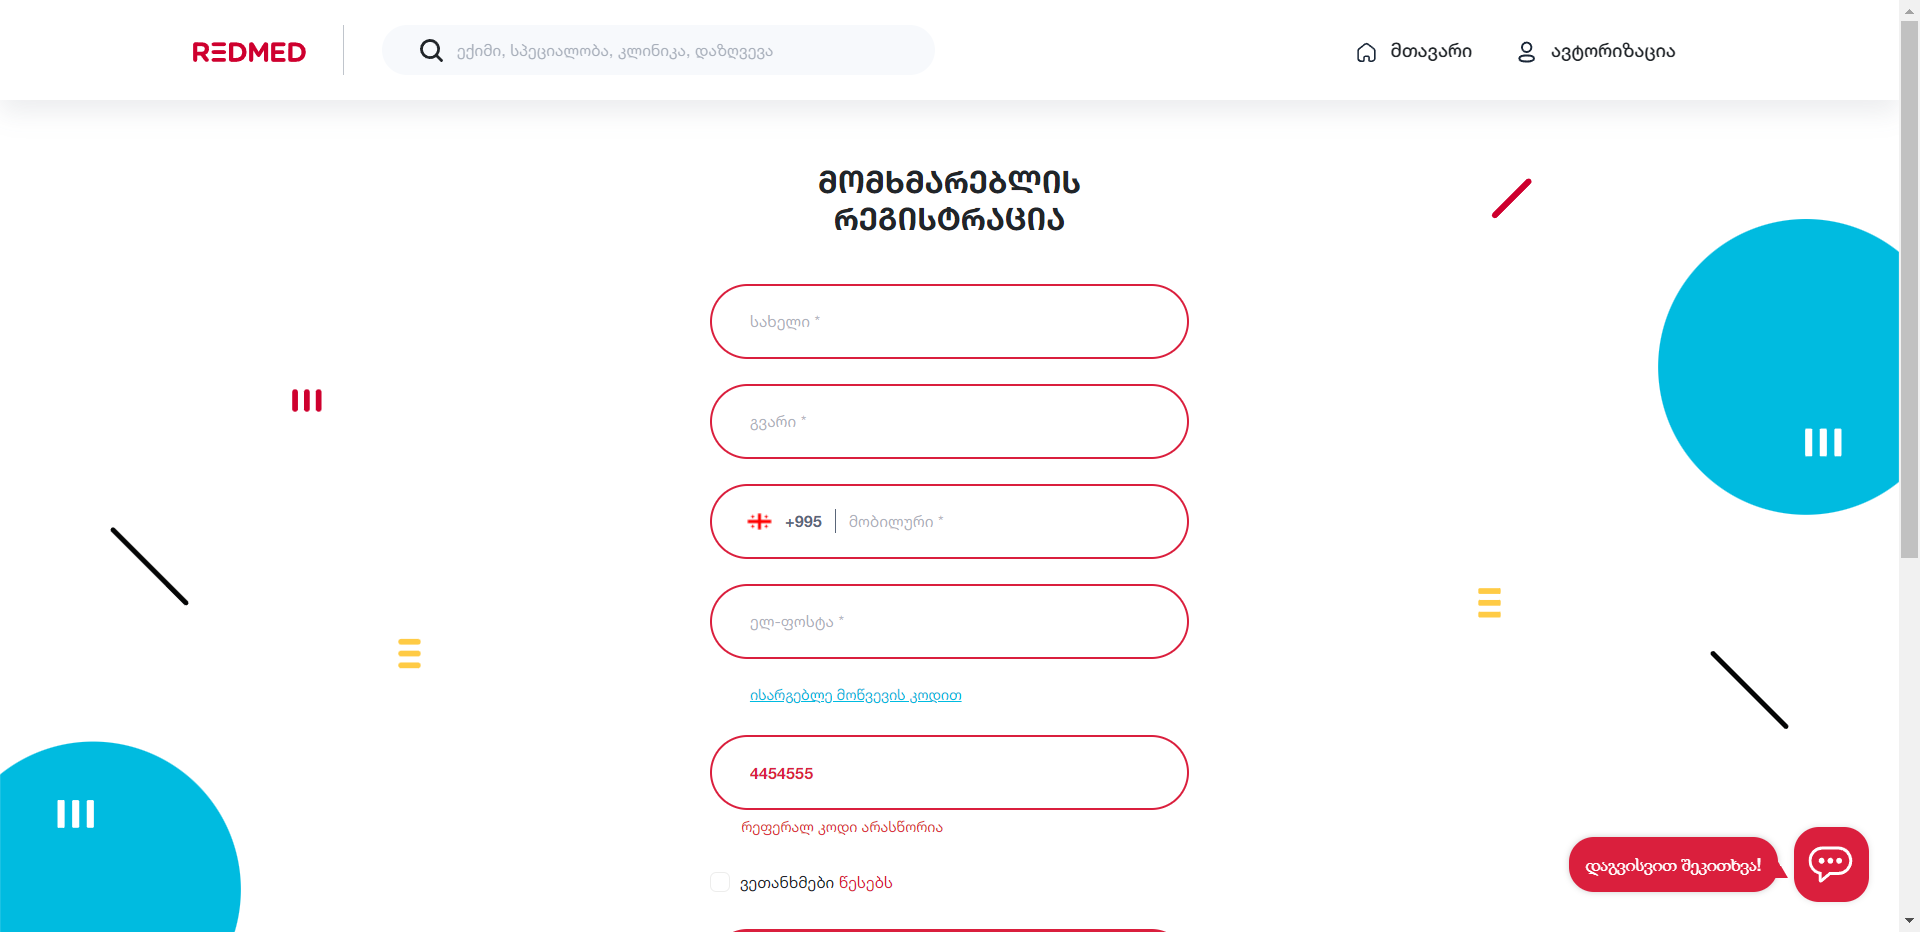 REDMED
ექიმი, სპეციალობა, კლინიკა, დაზღვევა
მთავარი
ავტორიზაცია
მომხმარებლის
რეგისტრაცია
სახელი *
გვარი *
+995
მობილური *
ელ-ფოსტა *
ისარგებლე მოწვევის კოდით
4454555
რეფერალ კოდი არასწორია
ვეთანხმები წესებს
დაგვისვით შეკითხვა!